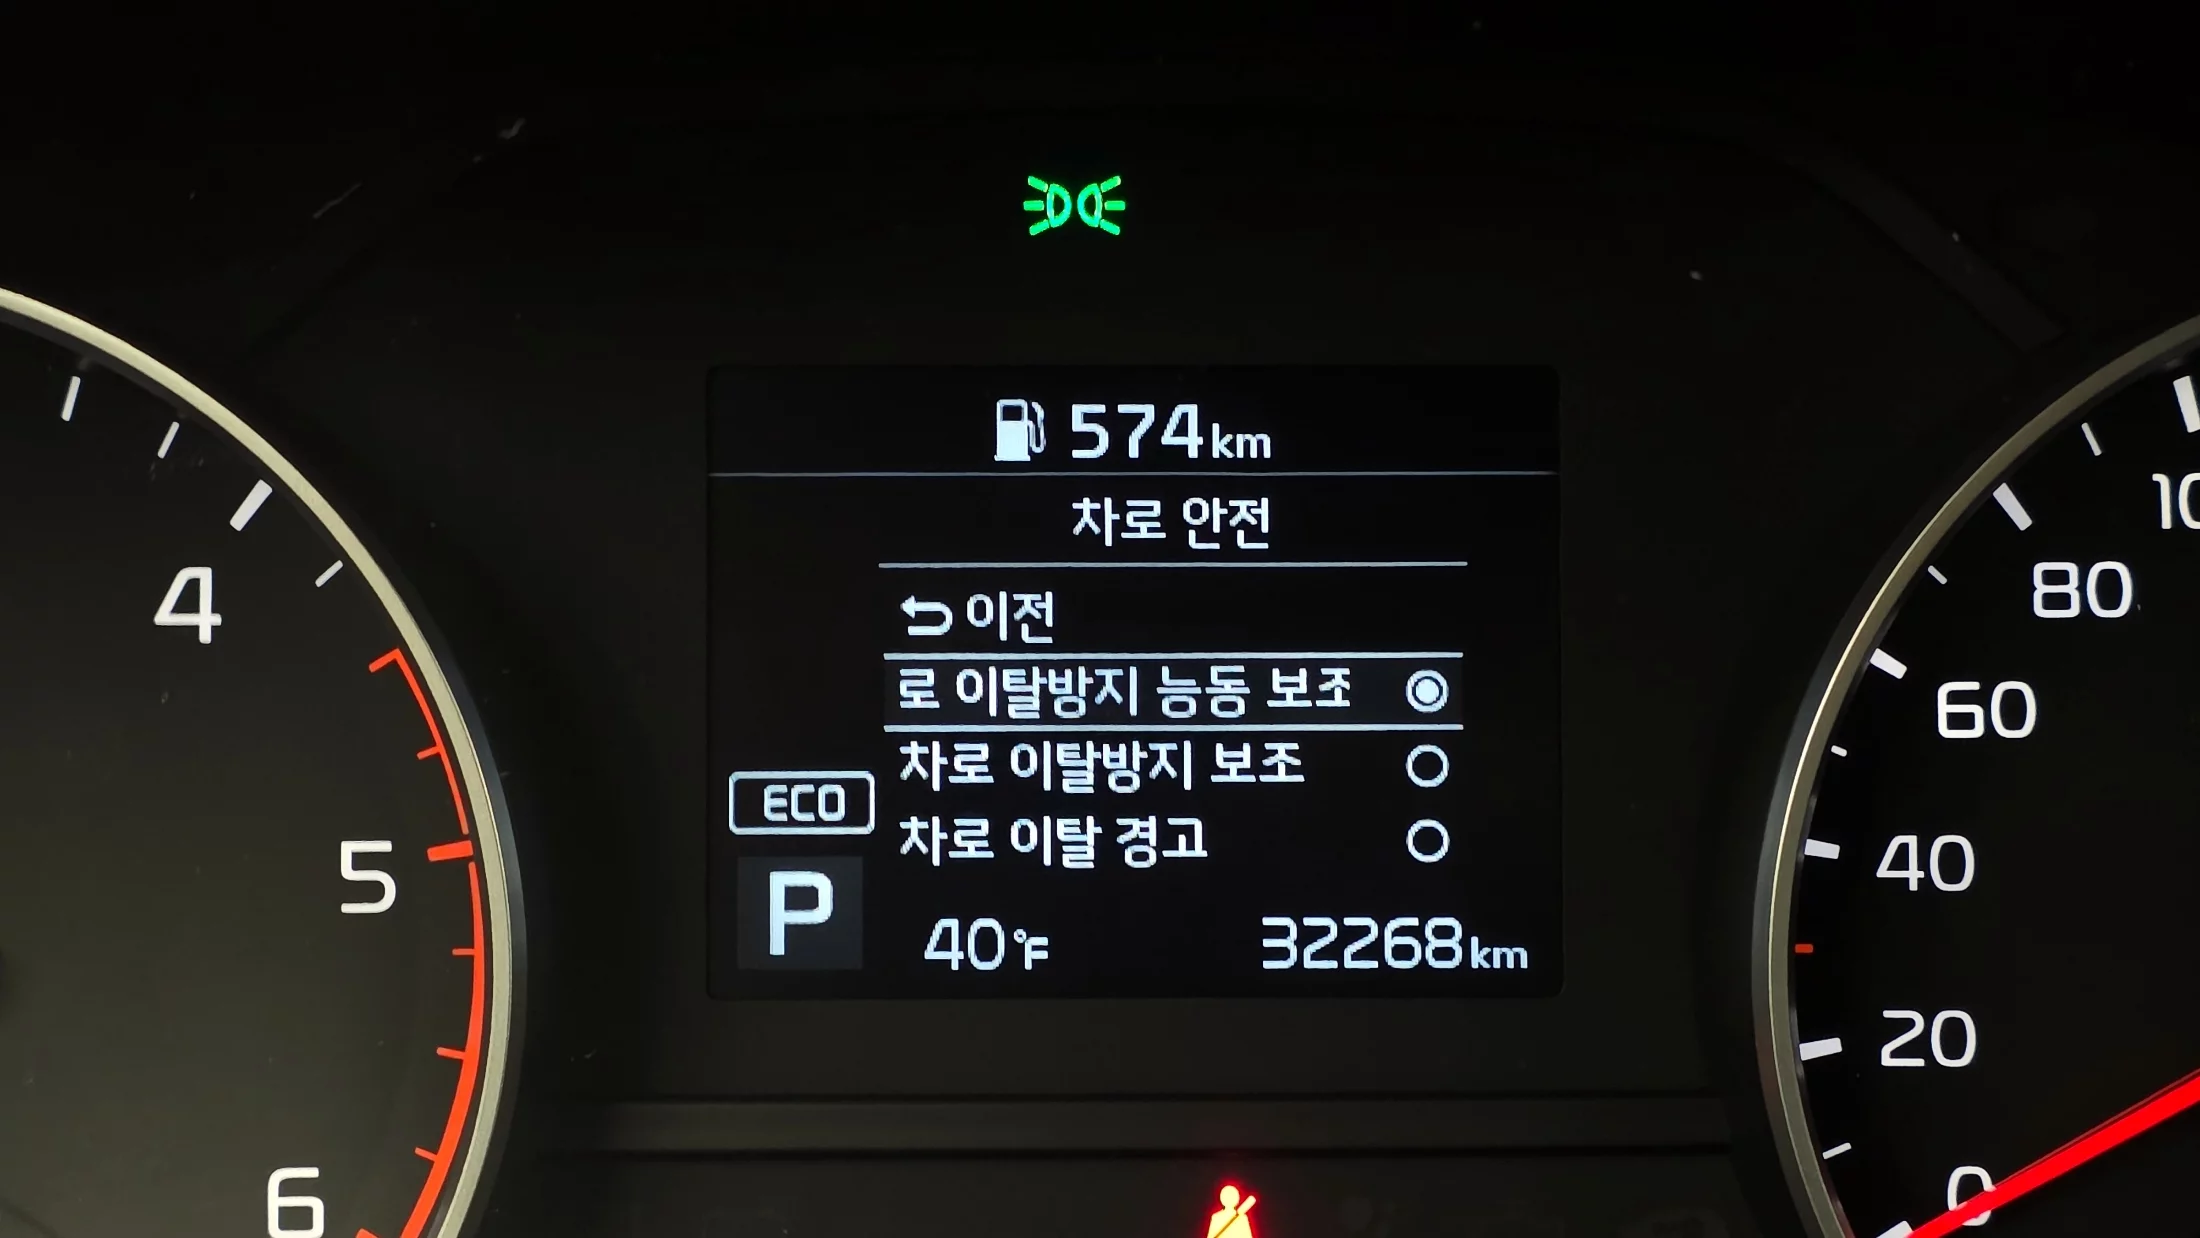 574km
차로 안전
이전
로 이탈방지 능동 보조
차로 이탈방지 보조
ECO
차로 이탈 경고
P
40°F
32268km
4
5
6
80
60
40
20
0